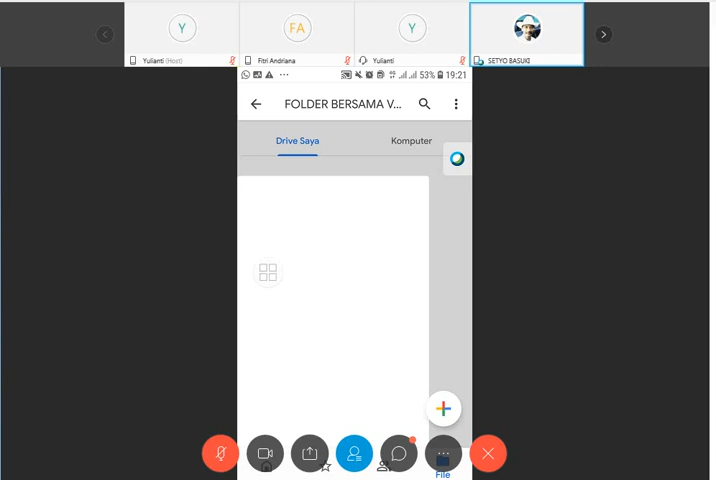 Y
FA
Y
Yulianti (Host)
Fitri Andriana
Yulianti
SETYO BASUKI
53% 19:21
FOLDER BERSAMA V...
Drive Saya
Komputer
File